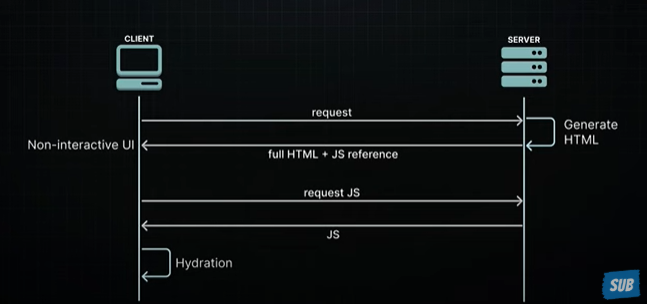 CLIENT
SERVER
request
Generate
HTML
Non-interactive UI
full HTML + JS reference
request JS
JS
Hydration
SUB